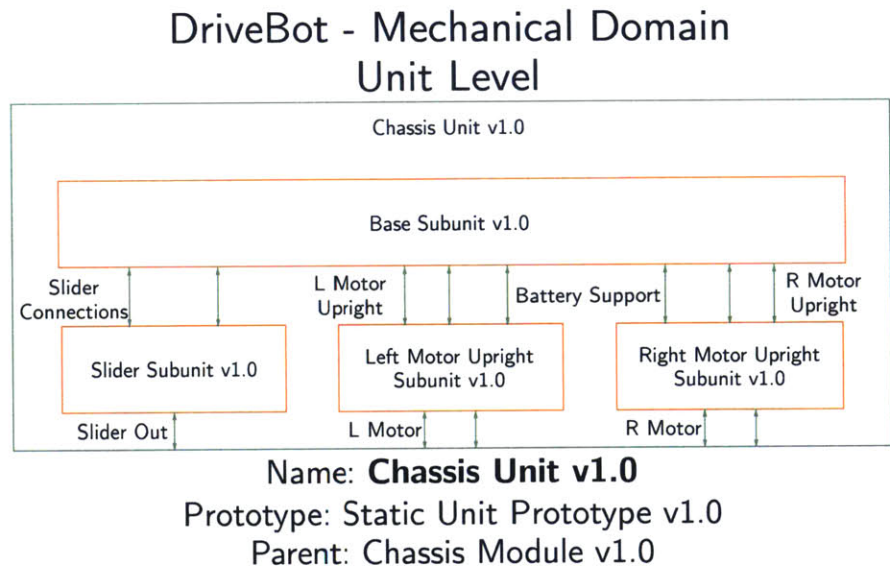 DriveBot - Mechanical Domain
Unit Level
Chassis Unit v1.0
Base Subunit v1.0
Slider
Connections
L Motor
Upright
Battery Support
R Motor
Upright
Slider Subunit v1.0
Left Motor Upright
Subunit v1.0
Right Motor Upright
Subunit v1.0
Slider Out
L Motor
R Motor
Name: Chassis Unit v1.0
Prototype: Static Unit Prototype v1.0
Parent: Chassis Module v1.0